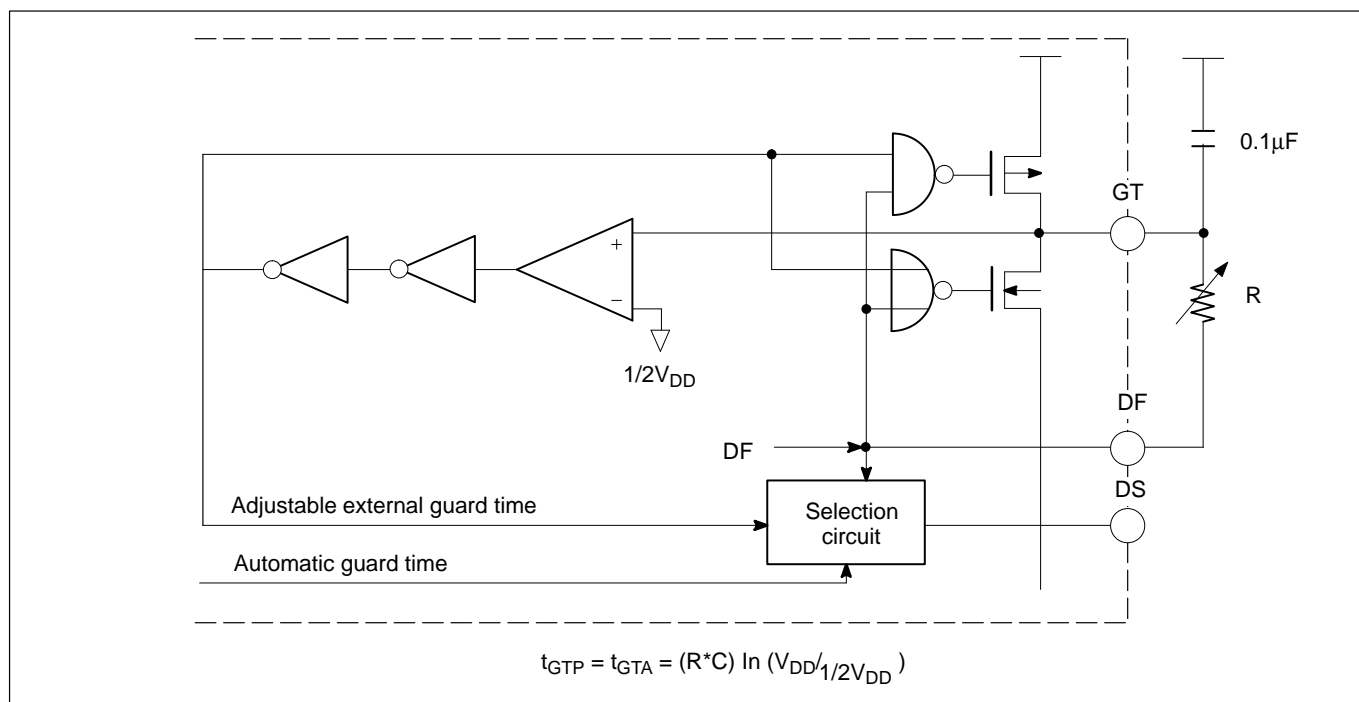 0.1μF
GT
+
−
R
1/2VDD
DF
DF
DS
Adjustable external guard time
Selection
circuit
Automatic guard time
tGTP = tGTA = (R*C) In (VDD/1/2VDD )